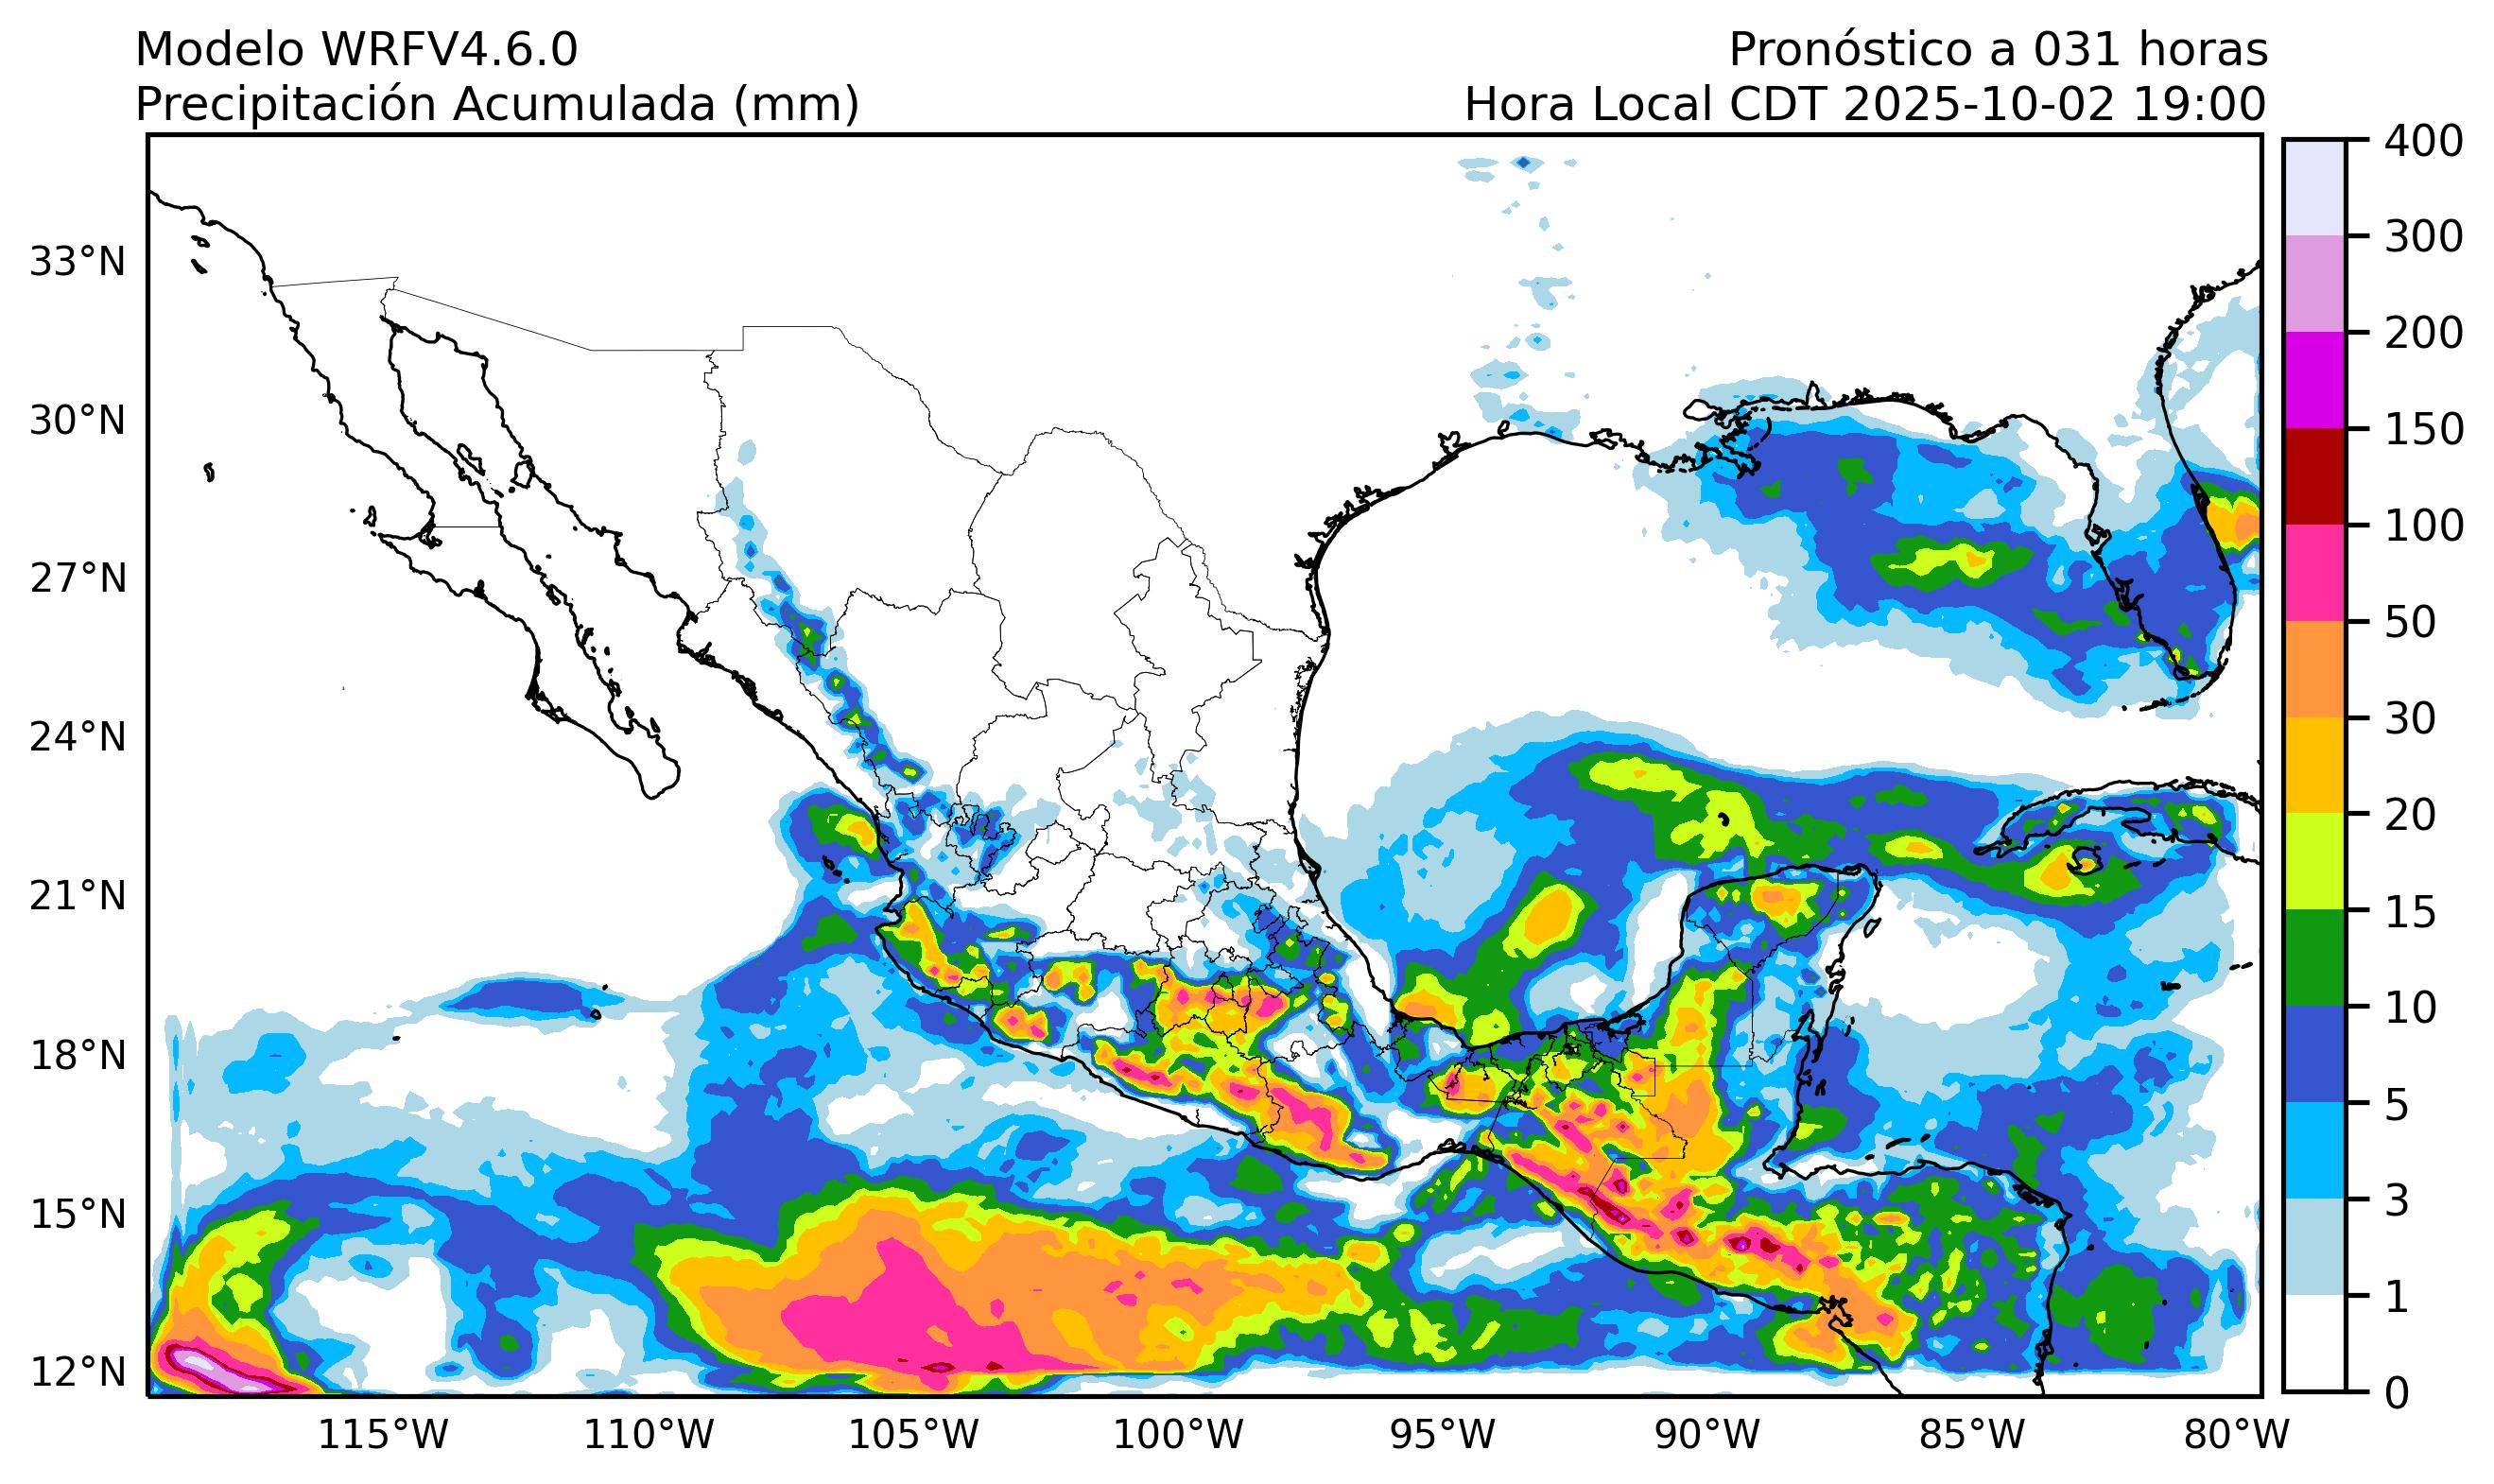 Modelo WRFV4.6.0
Pronóstico a 031 horas
Precipitación Acumulada (mm)
Hora Local CDT 2025-10-02 19:00
33°N
30°N
27°N
24°N
21°N
18°N
15°N
12°N
115°W
110°W
105°W
100°W
95°W
90°W
85°W
80°W
400
300
200
150
100
50
30
20
15
10
5
3
1
0